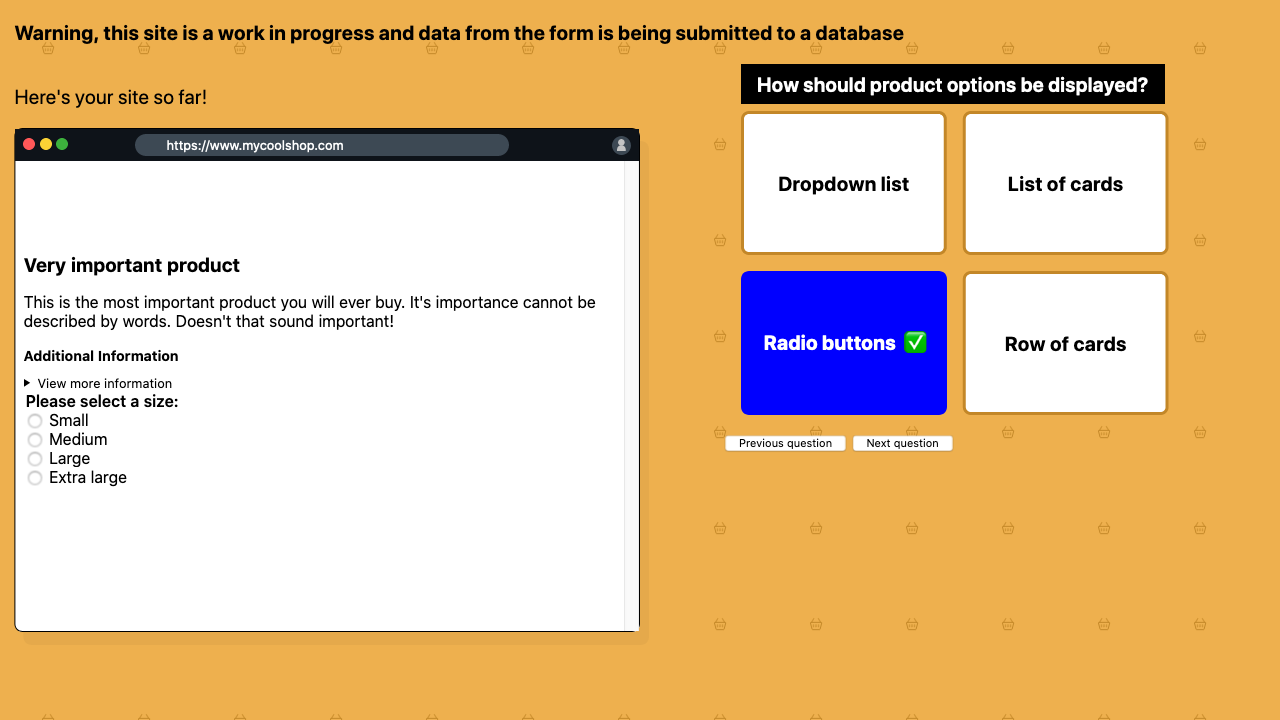 Warning, this site is a work in progress and data from the form is being submitted to a database
Here's your site so far!
https://www.mycoolshop.com
Very important product
This is the most important product you will ever buy. It's importance cannot be
described by words. Doesn't that sound important!
Additional Information
View more information
Please select a size:
Small
Medium
Large
Extra large
How should product options be displayed?
Dropdown list
List of cards
Radio buttons ✅
Row of cards
Previous question
Next question